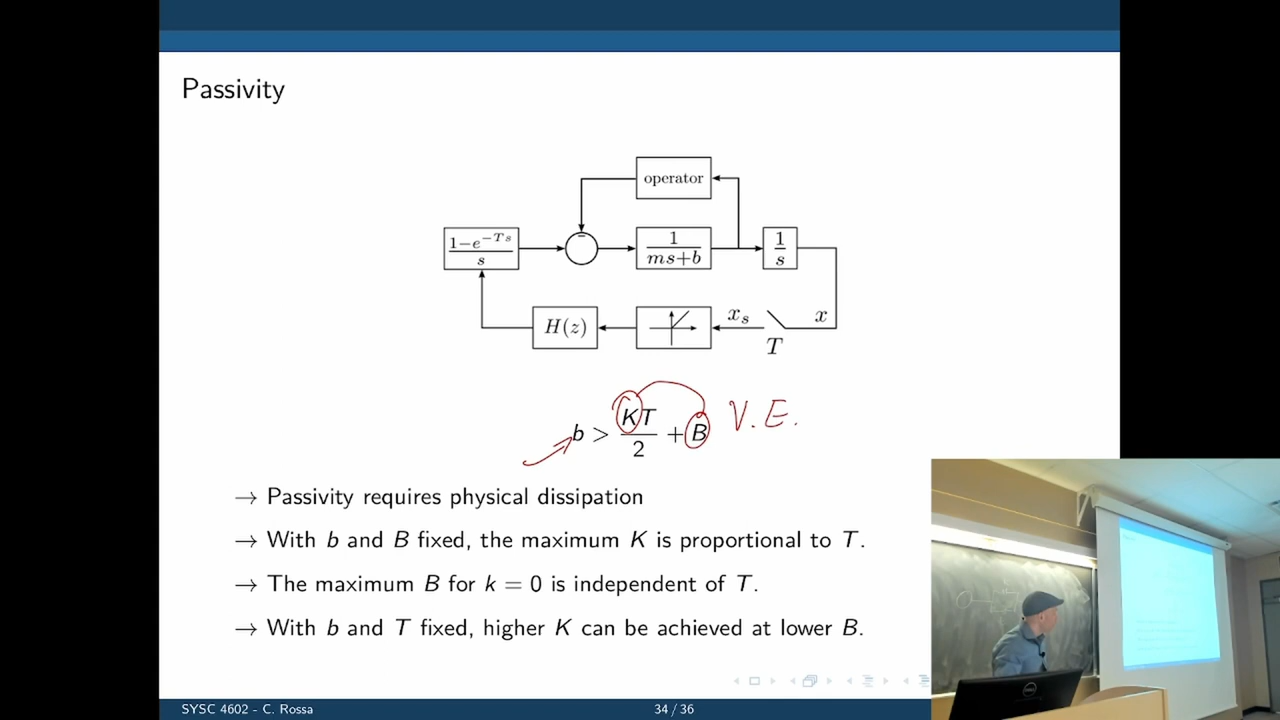 Passivity
operator
1−e^{−Ts} / s
−
1 / ms+b
1 / s
H(z)
x_s
x
T
b > KT / 2 + B
V.E.
→ Passivity requires physical dissipation
→ With b and B fixed, the maximum K is proportional to T.
→ The maximum B for k = 0 is independent of T.
→ With b and T fixed, higher K can be achieved at lower B.
SYSC 4602 - C. Rossa
34 / 36
DELL